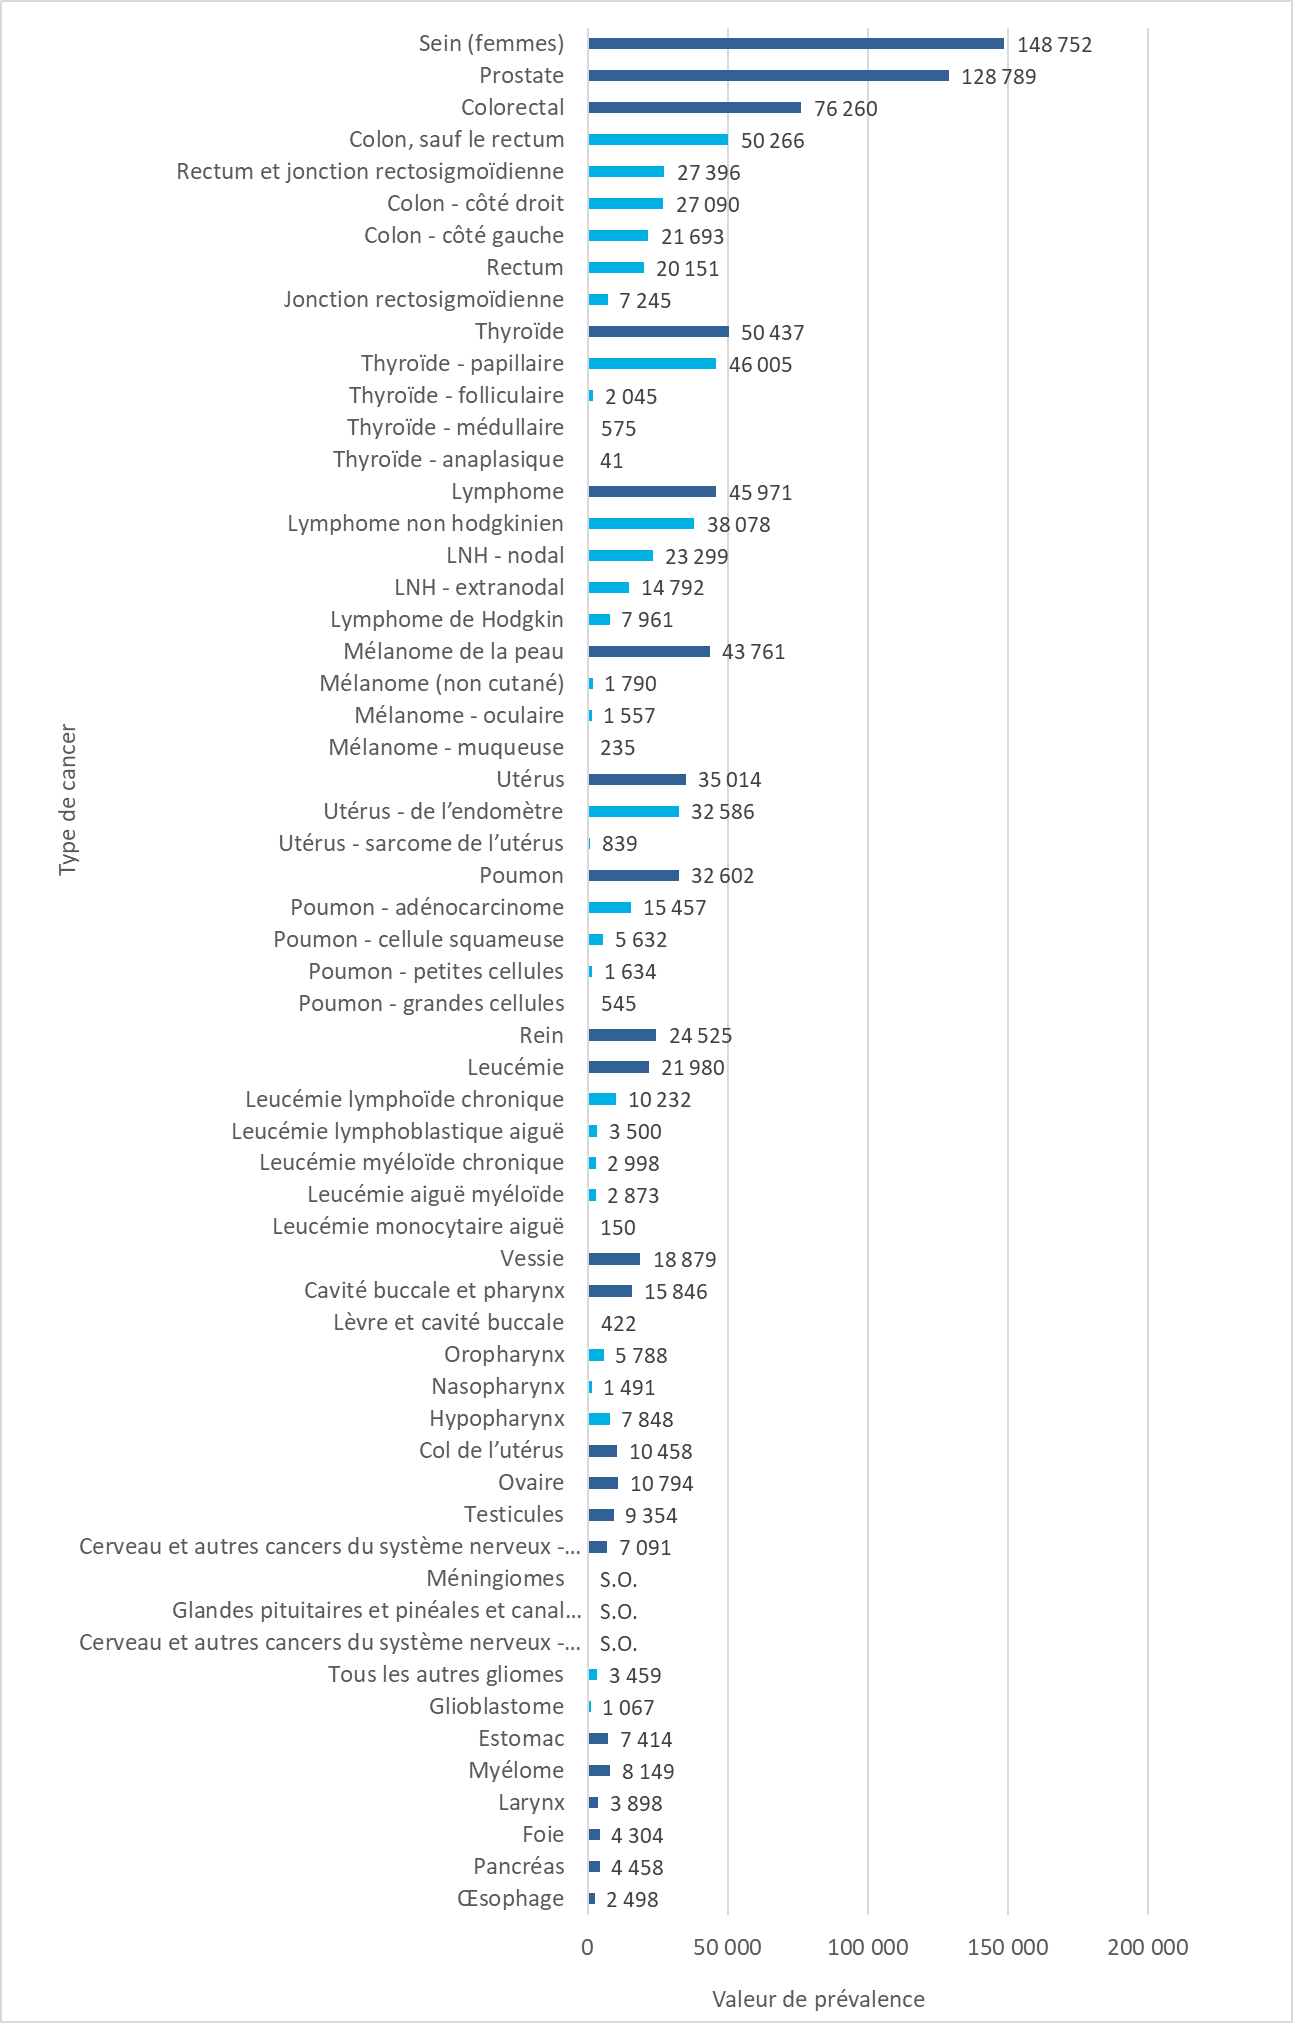 Sein (femmes) 148 752
Prostate 128 789
Colorectal 76 260
Colon, sauf le rectum 50 266
Rectum et jonction rectosigmoïdienne 27 396
Colon - côté droit 27 090
Colon - côté gauche 21 693
Rectum 20 151
Jonction rectosigmoïdienne 7 245
Thyroïde 50 437
Thyroïde - papillaire 46 005
Thyroïde - folliculaire 2 045
Thyroïde - médullaire 575
Thyroïde - anaplasique 41
Lymphome 45 971
Lymphome non hodgkinien 38 078
LNH - nodal 23 299
LNH - extranodal 14 792
Lymphome de Hodgkin 7 961
Mélanome de la peau 43 761
Mélanome (non cutané) 1 790
Mélanome - oculaire 1 557
Mélanome - muqueuse 235
Utérus 35 014
Utérus - de l’endomètre 32 586
Utérus - sarcome de l’utérus 839
Poumon 32 602
Poumon - adénocarcinome 15 457
Poumon - cellule squameuse 5 632
Poumon - petites cellules 1 634
Poumon - grandes cellules 545
Rein 24 525
Leucémie 21 980
Leucémie lymphoïde chronique 10 232
Leucémie lymphoblastique aiguë 3 500
Leucémie myéloïde chronique 2 998
Leucémie aiguë myéloïde 2 873
Leucémie monocytaire aiguë 150
Vessie 18 879
Cavité buccale et pharynx 15 846
Lèvre et cavité buccale 422
Oropharynx 5 788
Nasopharynx 1 491
Hypopharynx 7 848
Col de l’utérus 10 458
Ovaire 10 794
Testicules 9 354
Cerveau et autres cancers du système nerveux -... 7 091
Méningiomes S.O.
Glandes pituitaires et pinéales et canal... S.O.
Cerveau et autres cancers du système nerveux -... S.O.
Tous les autres gliomes 3 459
Glioblastome 1 067
Estomac 7 414
Myélome 8 149
Larynx 3 898
Foie 4 304
Pancréas 4 458
Œsophage 2 498
Type de cancer
0 50 000 100 000 150 000 200 000
Valeur de prévalence